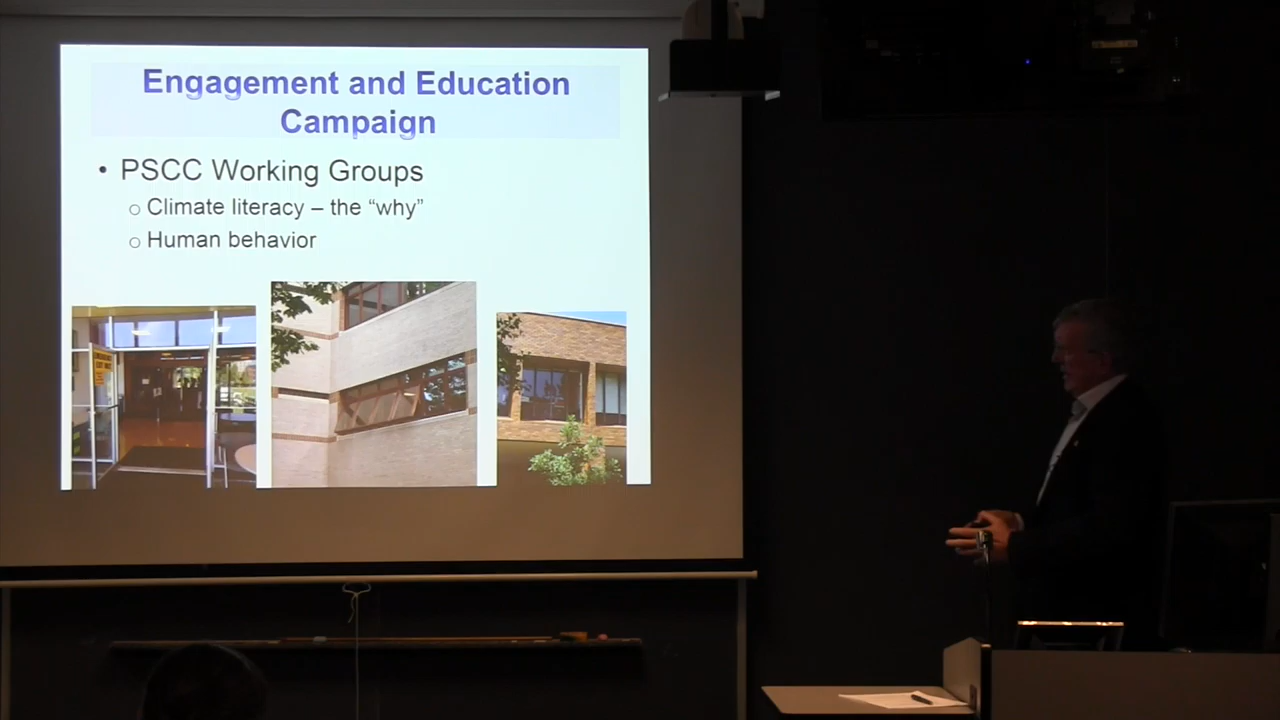 Engagement and Education
Campaign
• PSCC Working Groups
o Climate literacy – the “why”
o Human behavior